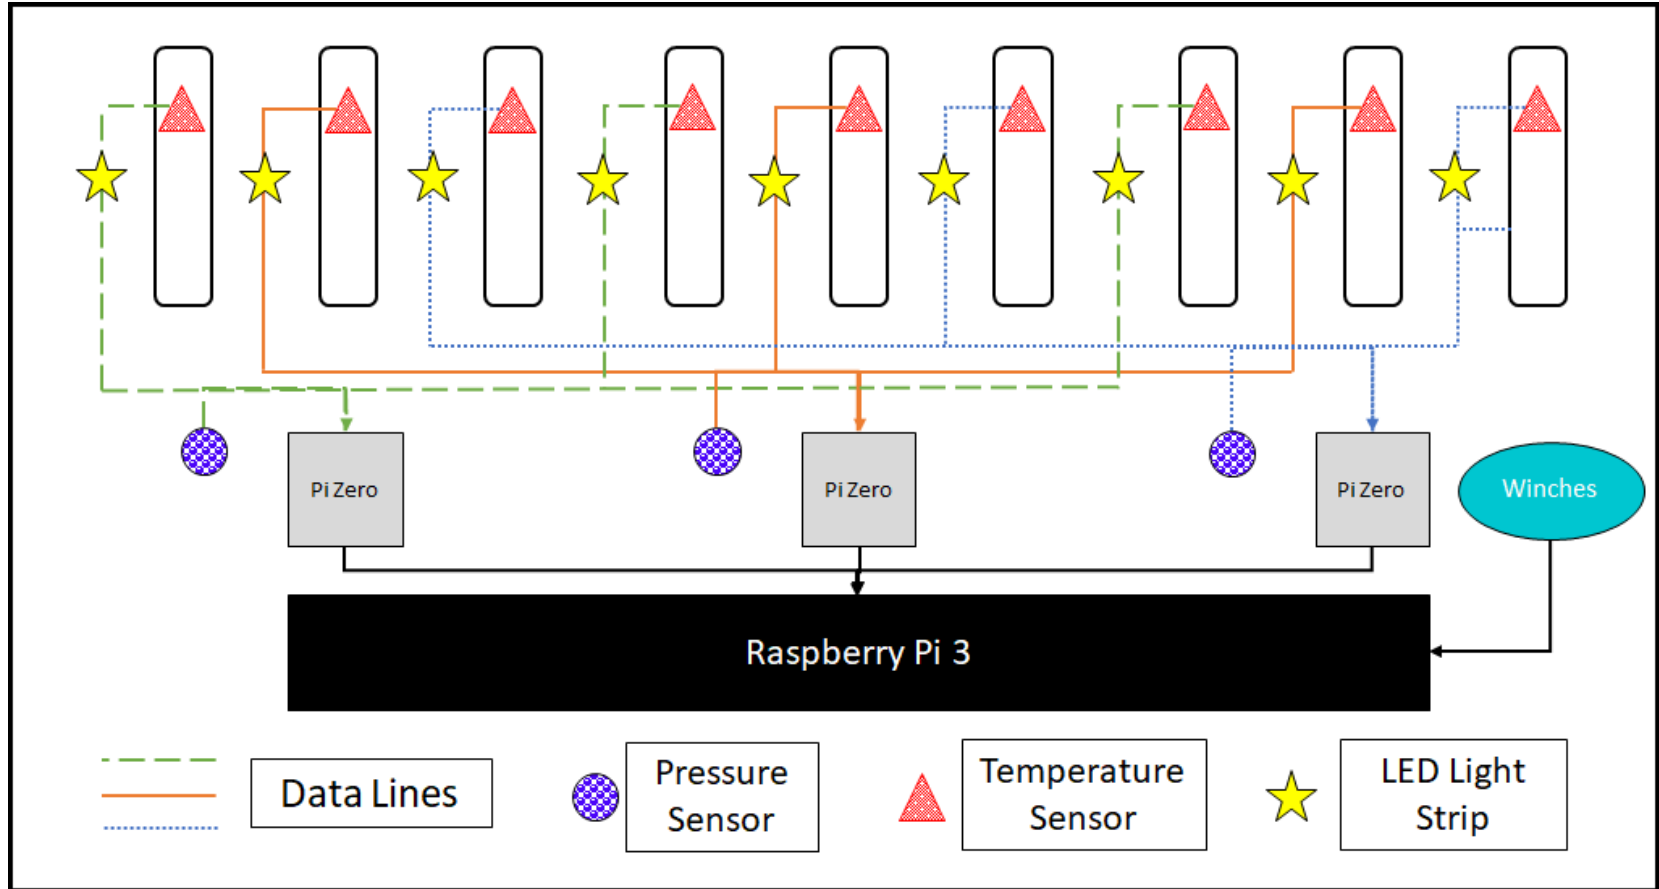 Pi Zero
Pi Zero
Pi Zero
Winches
Raspberry Pi 3
Data Lines
Pressure
Sensor
Temperature
Sensor
LED Light
Strip